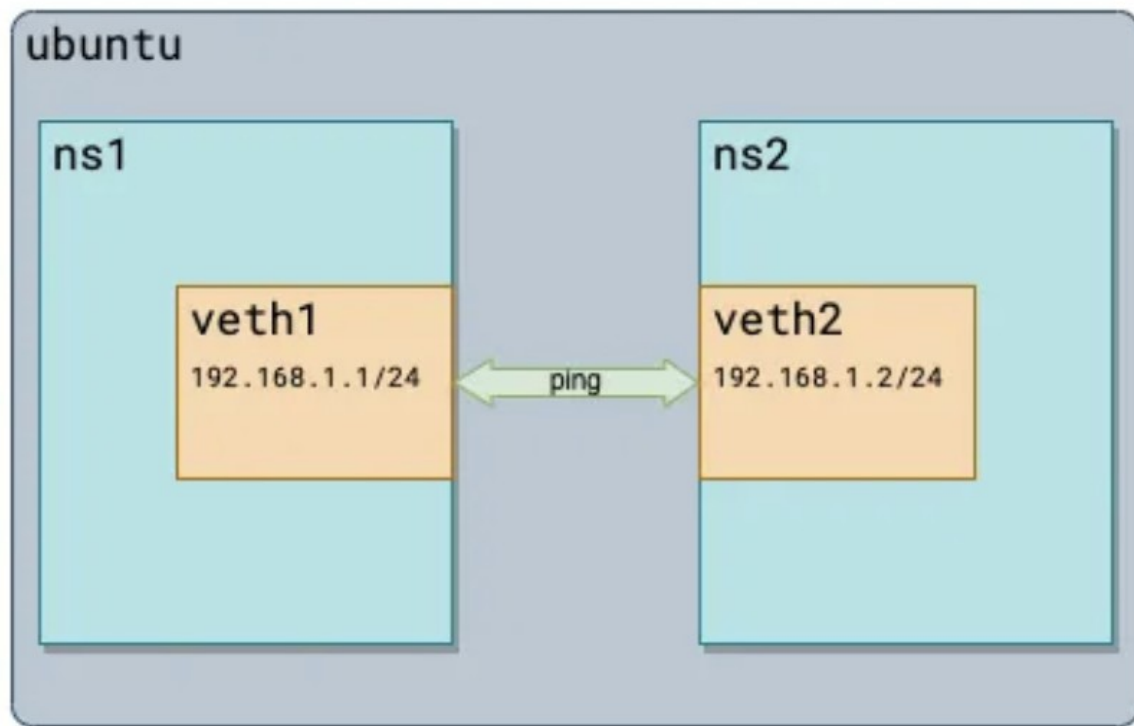 ubuntu
ns1
ns2
veth1
192.168.1.1/24
ping
veth2
192.168.1.2/24